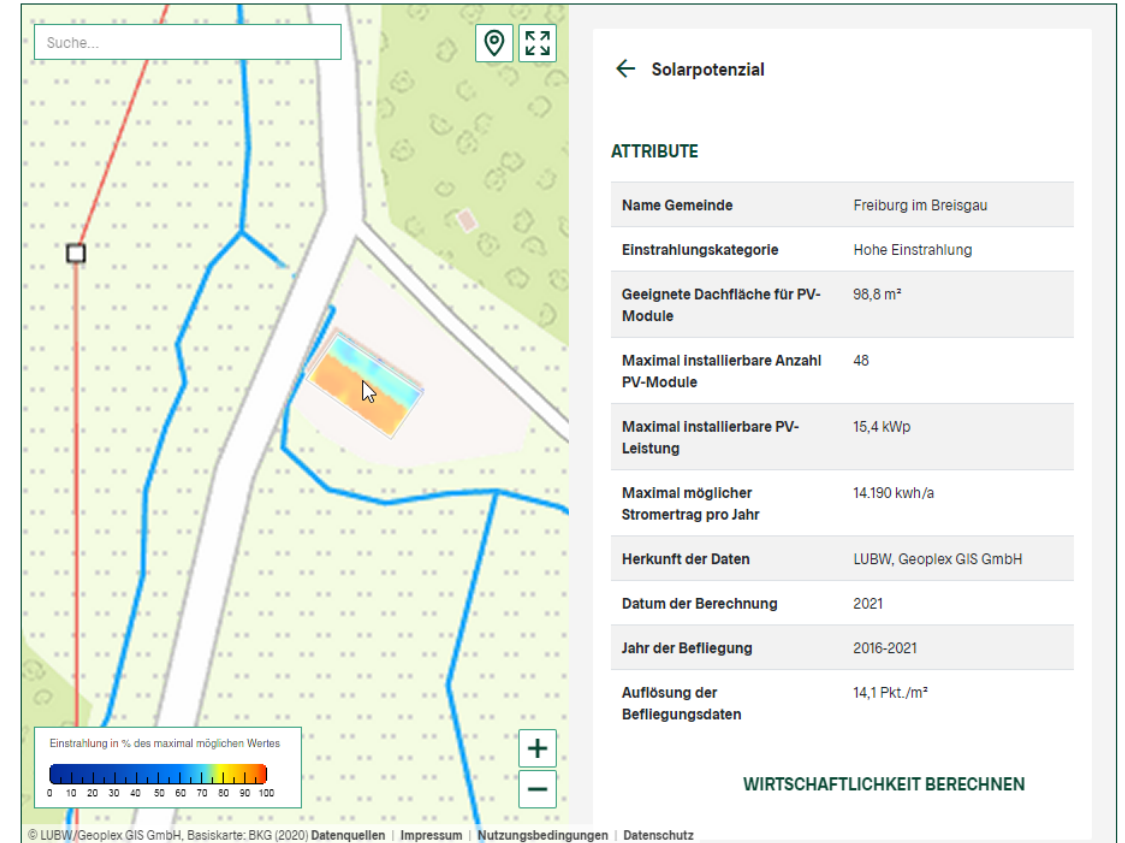 Suche...
Solarpotenzial
ATTRIBUTE
Name Gemeinde Freiburg im Breisgau
Einstrahlungskategorie Hohe Einstrahlung
Geeignete Dachfläche für PV- 98,8 m²
Module
Maximal installierbare Anzahl 48
PV-Module
Maximal installierbare PV- 15,4 kWp
Leistung
Maximal möglicher 14.190 kwh/a
Stromertrag pro Jahr
Herkunft der Daten LUBW, Geoplex GIS GmbH
Datum der Berechnung 2021
Jahr der Befliegung 2016-2021
Auflösung der 14,1 Pkt./m²
Befliegungsdaten
WIRTSCHAFTLICHKEIT BERECHNEN
Einstrahlung in % des maximal möglichen Wertes
0 10 20 30 40 50 60 70 80 90 100
+
−
© LUBW/Geoplex GIS GmbH, Basiskarte: BKG (2020) Datenquellen | Impressum | Nutzungsbedingungen | Datenschutz